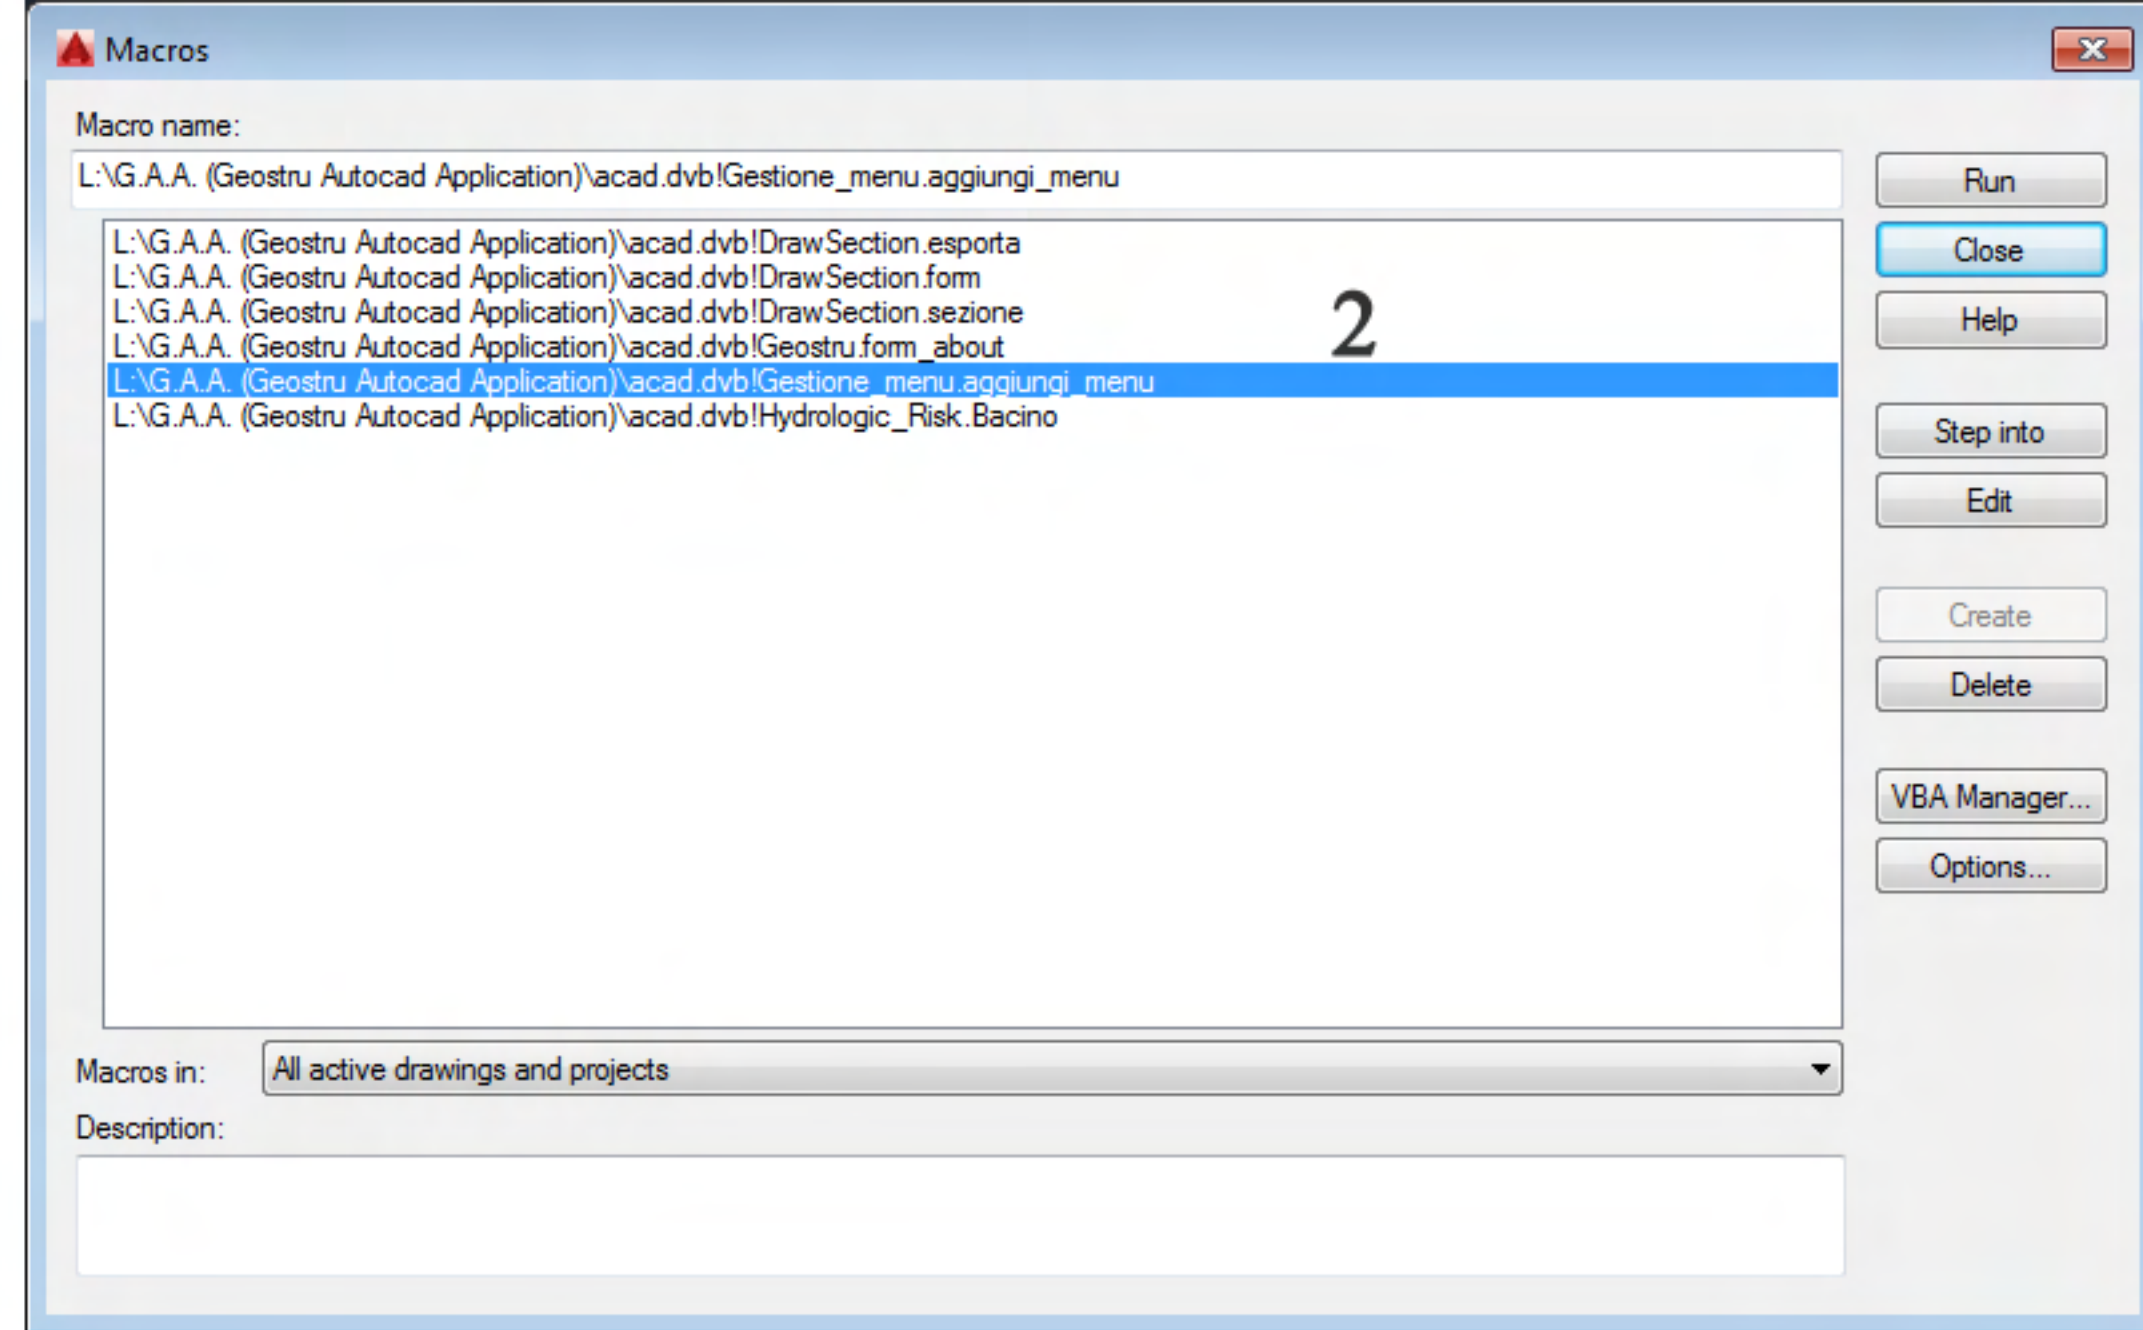 Macros
Macro name:
L:\G.A.A. (Geostru Autocad Application)\acad.dvb!Gestione_menu.aggiungi_menu
Run
L:\G.A.A. (Geostru Autocad Application)\acad.dvb!DrawSection.esporta
Close
L:\G.A.A. (Geostru Autocad Application)\acad.dvb!DrawSection.form
L:\G.A.A. (Geostru Autocad Application)\acad.dvb!DrawSection.sezione
2
Help
L:\G.A.A. (Geostru Autocad Application)\acad.dvb!Geostru.form_about
L:\G.A.A. (Geostru Autocad Application)\acad.dvb!Gestione_menu.aggiungi_menu
L:\G.A.A. (Geostru Autocad Application)\acad.dvb!Hydrologic_Risk.Bacino
Step into
Edit
Create
Delete
VBA Manager...
Options...
Macros in:
All active drawings and projects
Description: